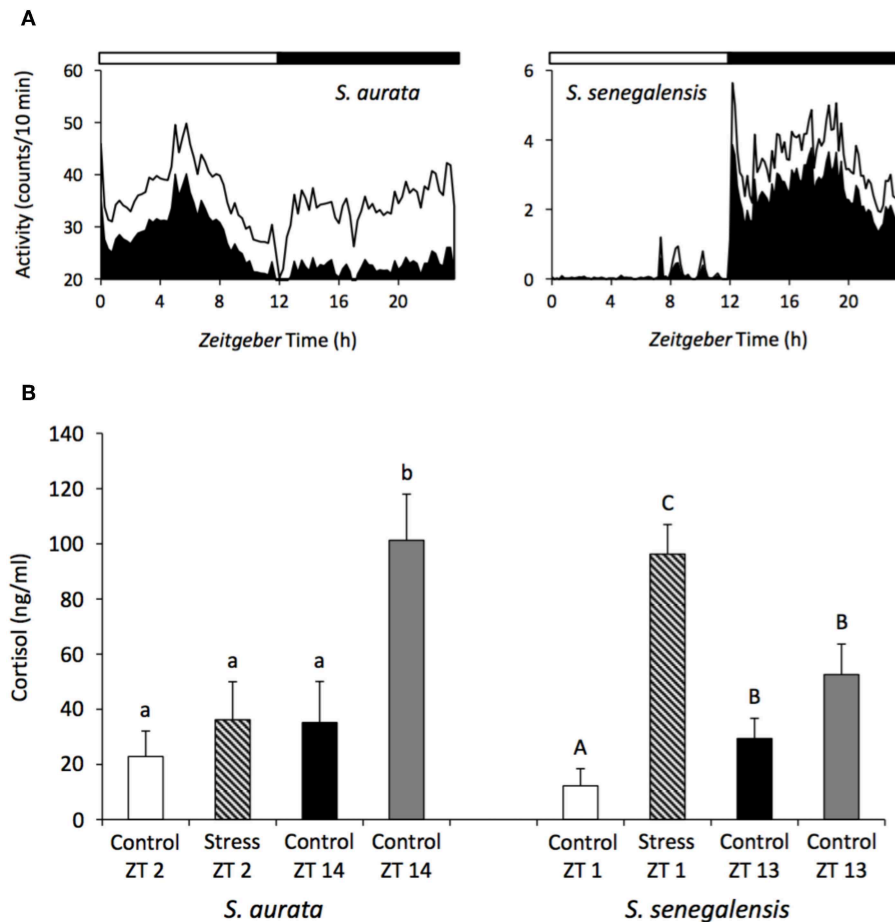 A
S. aurata
S. senegalensis
Activity (counts/10 min)
60
50
40
30
20
0 4 8 12 16 20
Zeitgeber Time (h)
6
4
2
0
0 4 8 12 16 20
Zeitgeber Time (h)
B
Cortisol (ng/ml)
140
120
100
80
60
40
20
0
a
a
a
b
A
C
B
B
Control ZT 2
Stress ZT 2
Control ZT 14
Control ZT 14
Control ZT 1
Stress ZT 1
Control ZT 13
Control ZT 13
S. aurata
S. senegalensis